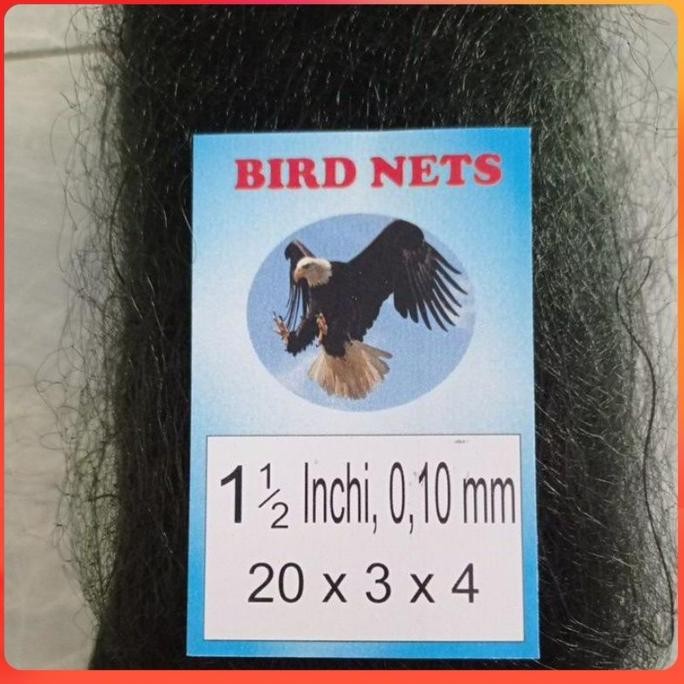 BIRD NETS
1 1/2 Inchi, 0,10 mm
20 x 3 x 4